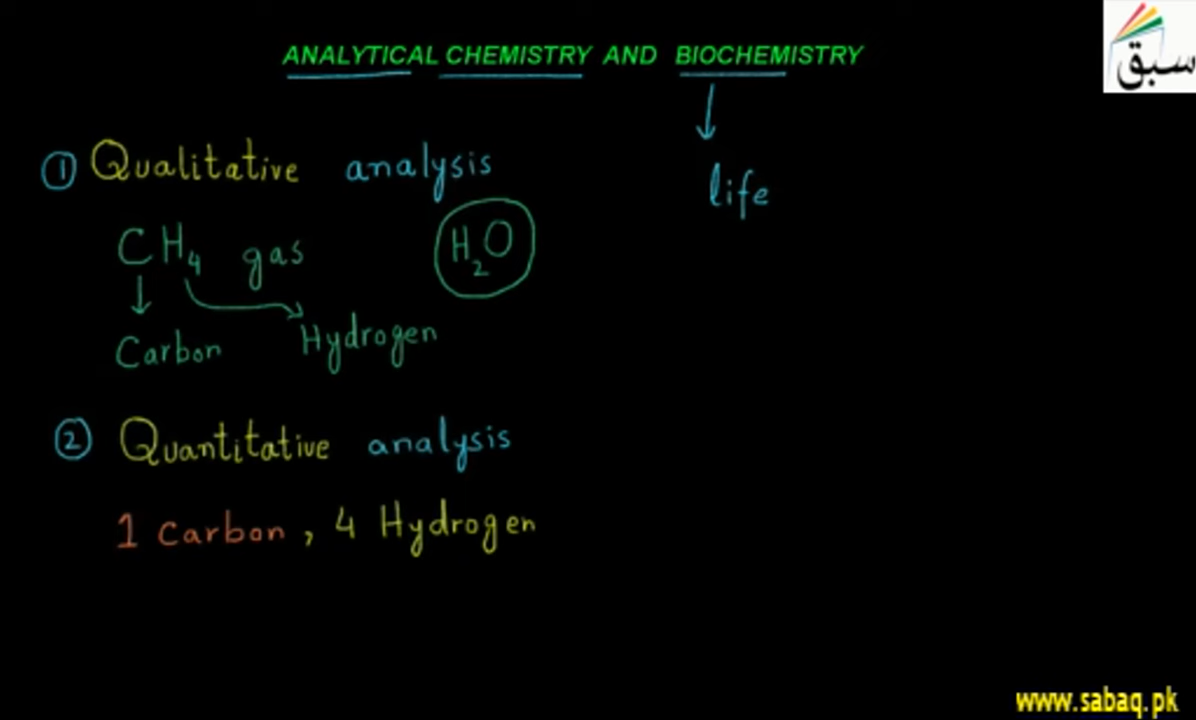 ANALYTICAL CHEMISTRY AND BIOCHEMISTRY
سبق
life
① Qualitative analysis
CH₄ gas
H₂O
Carbon
Hydrogen
② Quantitative analysis
1 Carbon, 4 Hydrogen
www.sabaq.pk